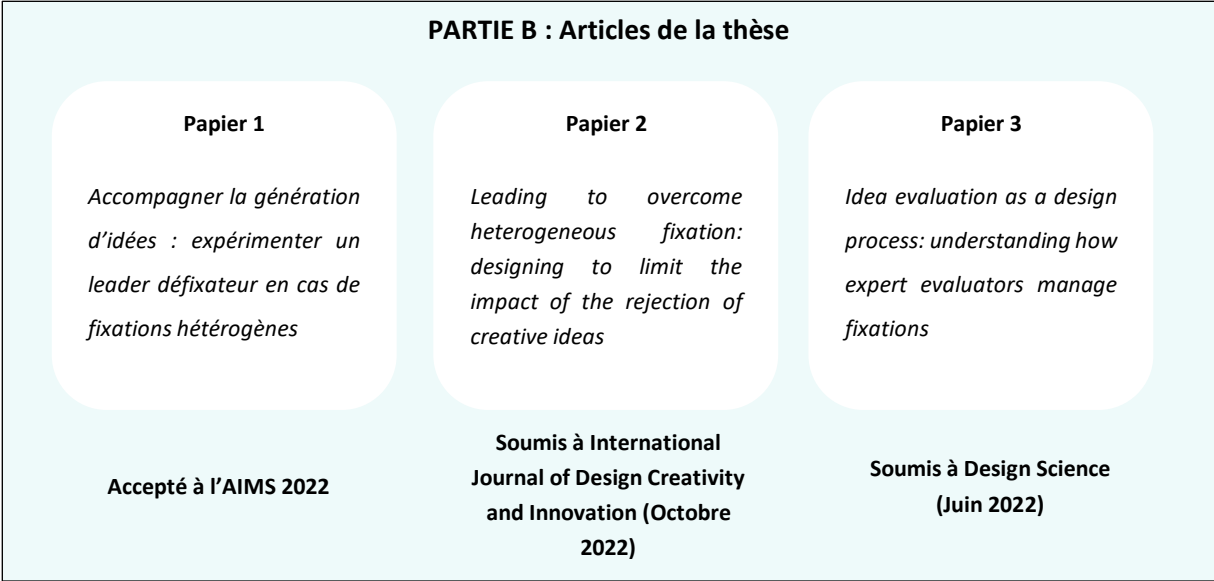 PARTIE B : Articles de la thèse
Papier 1
Accompagner la génération
d'idées : expérimenter un
leader défixateur en cas de
fixations hétérogènes
Accepté à l'AIMS 2022
Papier 2
Leading to overcome
heterogeneous fixation:
designing to limit the
impact of the rejection of
creative ideas
Soumis à International
Journal of Design Creativity
and Innovation (Octobre
2022)
Papier 3
Idea evaluation as a design
process: understanding how
expert evaluators manage
fixations
Soumis à Design Science
(Juin 2022)